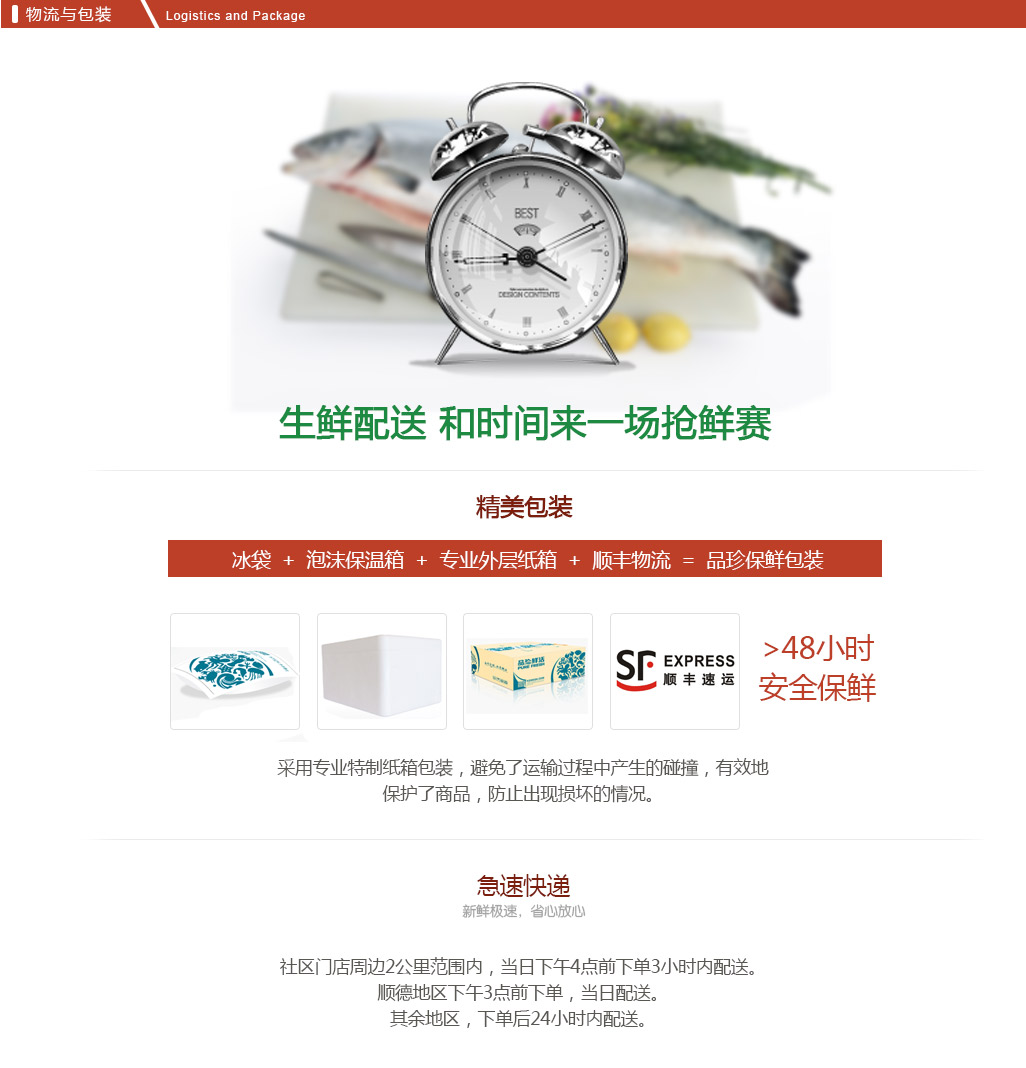 物流与包装
Logistics and Package
BEST
DESIGN CONTENTS
生鲜配送 和时间来一场抢鲜赛
精美包装
冰袋 + 泡沫保温箱 + 专业外层纸箱 + 顺丰物流 = 品珍保鲜包装
品珍鲜活
PURE FRESH
SF EXPRESS
顺丰速运
>48小时
安全保鲜
采用专业特制纸箱包装，避免了运输过程中产生的碰撞，有效地
保护了商品，防止出现损坏的情况。
急速快递
新鲜极速，省心放心
社区门店周边2公里范围内，当日下午4点前下单3小时内配送。
顺德地区下午3点前下单，当日配送。
其余地区，下单后24小时内配送。